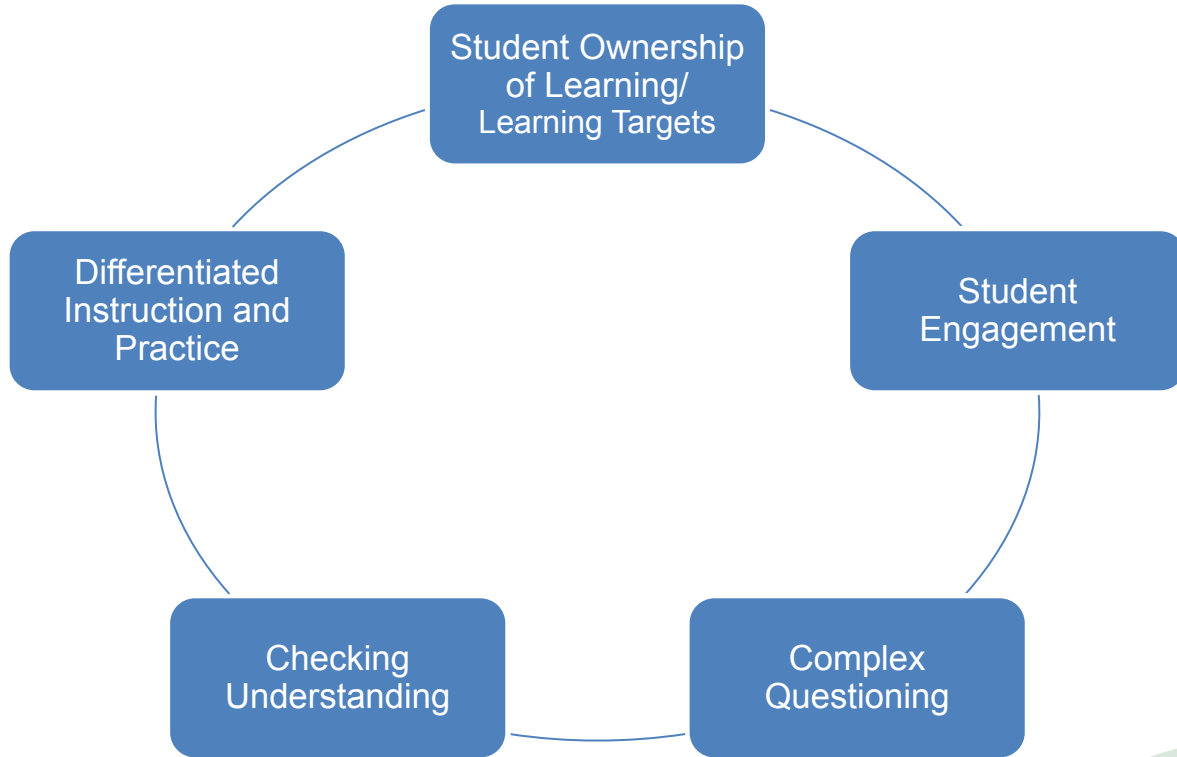 Student Ownership
of Learning/
Learning Targets
Student
Engagement
Complex
Questioning
Checking
Understanding
Differentiated
Instruction and
Practice